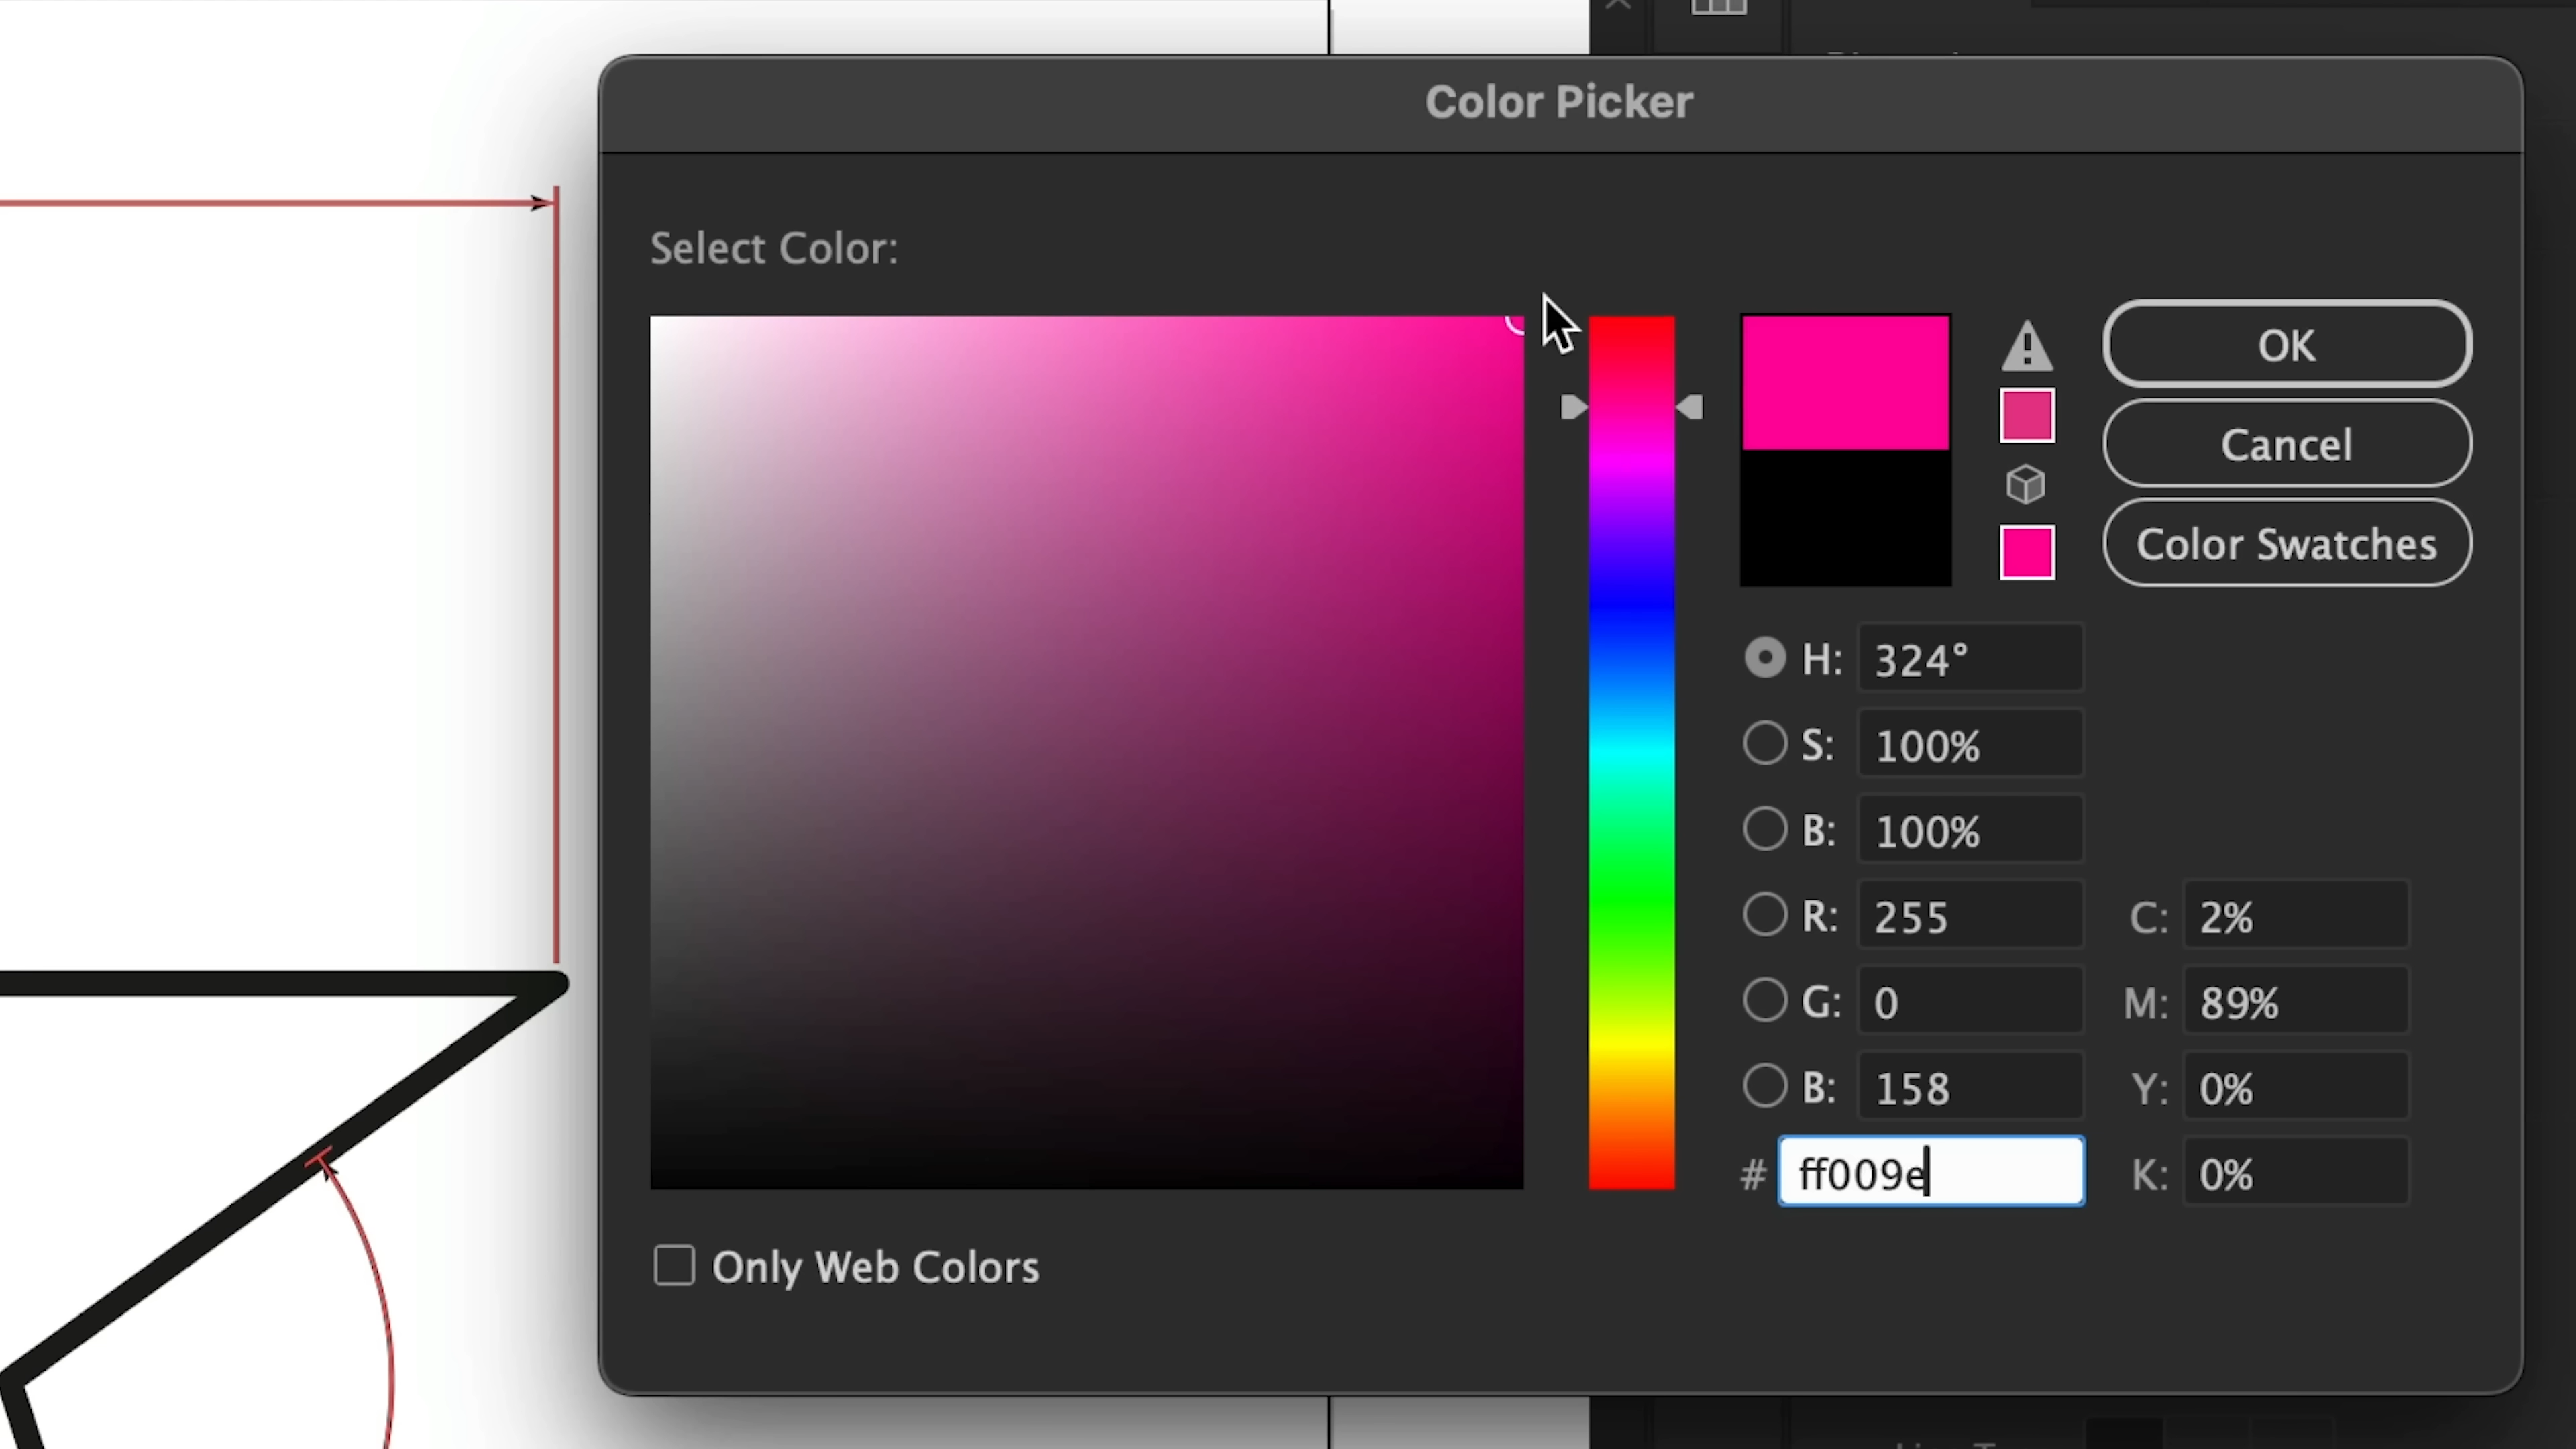 Color Picker
Select Color:
OK
Cancel
Color Swatches
H: 324°
S: 100%
B: 100%
R: 255 C: 2%
G: 0 M: 89%
B: 158 Y: 0%
# ff009e K: 0%
Only Web Colors